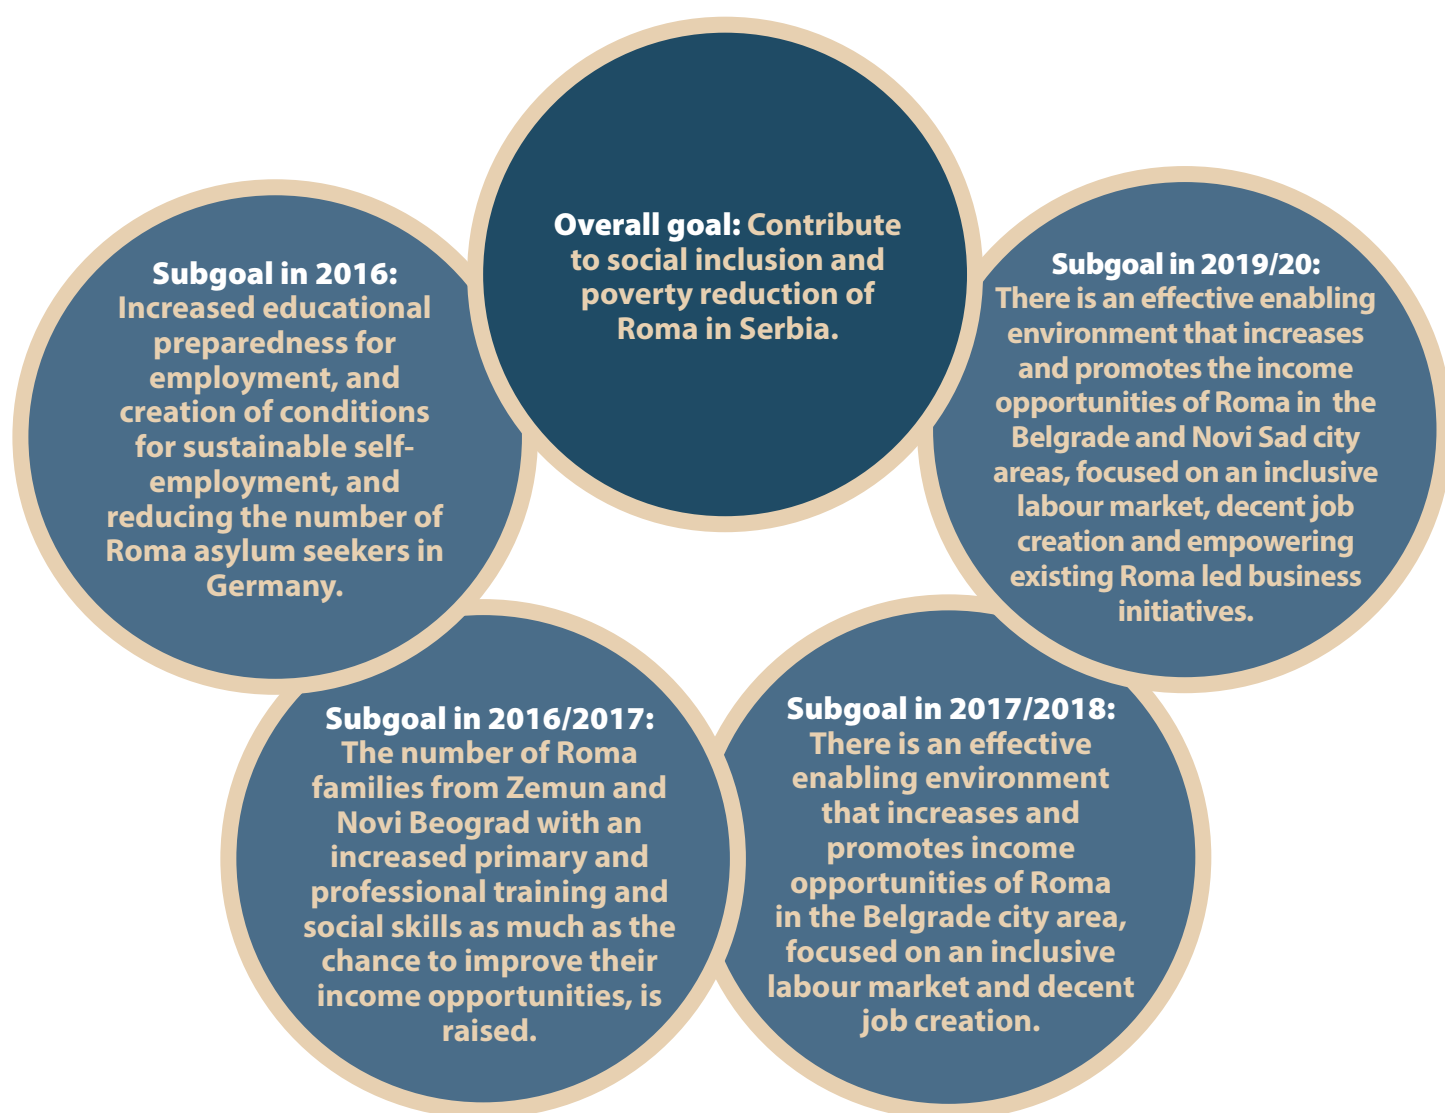 Overall goal: Contribute
to social inclusion and
poverty reduction of
Roma in Serbia.
Subgoal in 2016:
Increased educational
preparedness for
employment, and
creation of conditions
for sustainable self-
employment, and
reducing the number of
Roma asylum seekers in
Germany.
Subgoal in 2016/2017:
The number of Roma
families from Zemun and
Novi Beograd with an
increased primary and
professional training and
social skills as much as the
chance to improve their
income opportunities, is
raised.
Subgoal in 2017/2018:
There is an effective
enabling environment
that increases and
promotes income
opportunities of Roma
in the Belgrade city area,
focused on an inclusive
labour market and decent
job creation.
Subgoal in 2019/20:
There is an effective enabling
environment that increases
and promotes the income
opportunities of Roma in the
Belgrade and Novi Sad city
areas, focused on an inclusive
labour market, decent job
creation and empowering
existing Roma led business
initiatives.